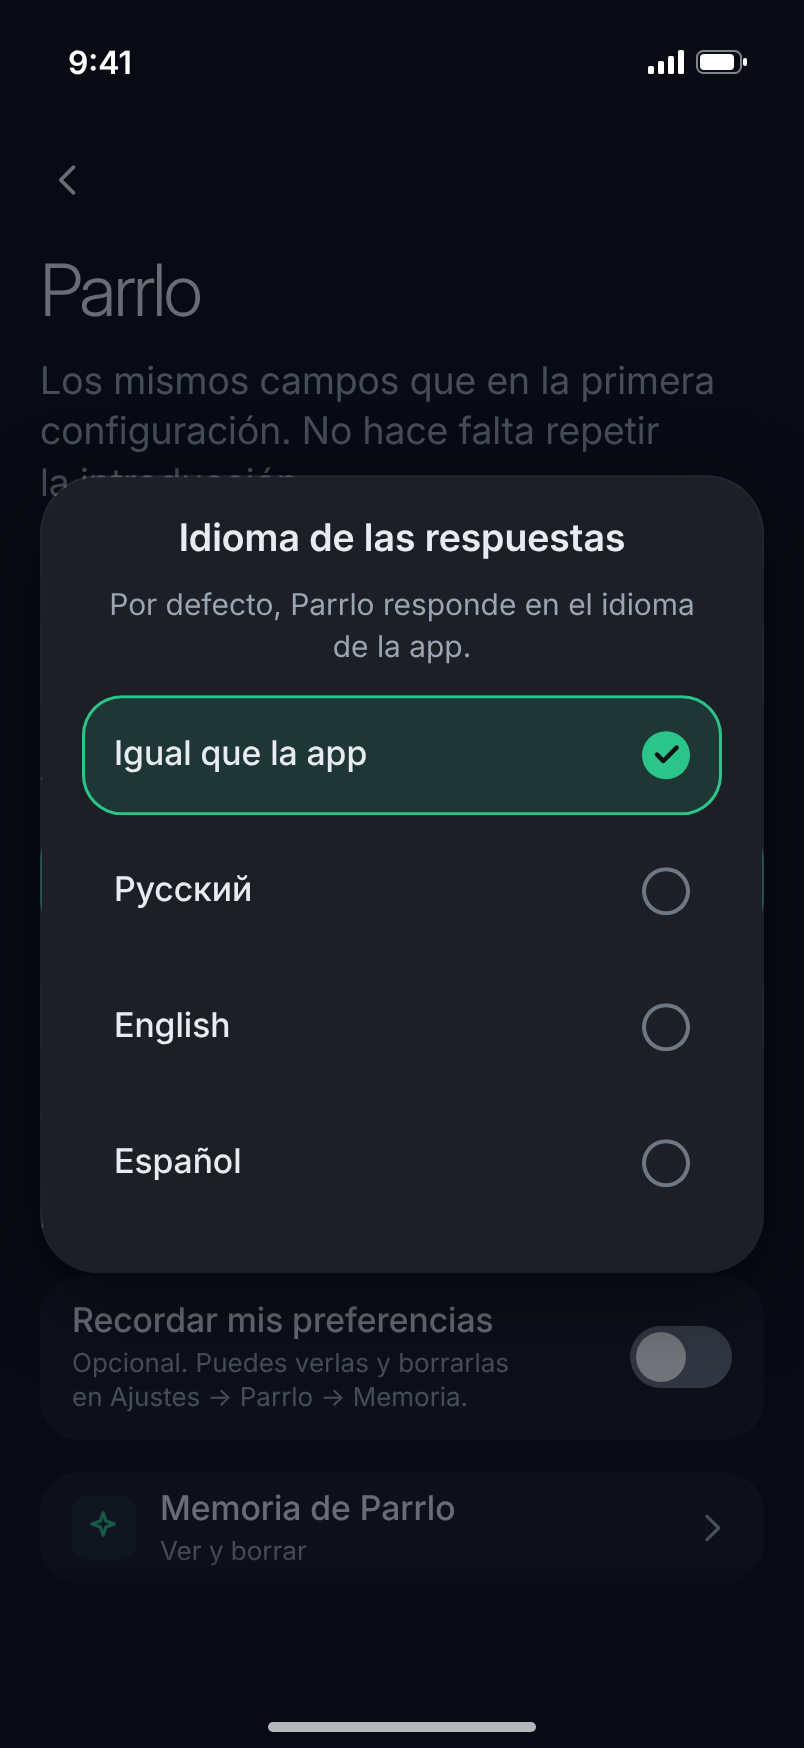 9:41
Parrlo
Los mismos campos que en la primera
configuración. No hace falta repetir
la introducción
Idioma de las respuestas
Por defecto, Parrlo responde en el idioma
de la app.
Igual que la app
Русский
English
Español
Recordar mis preferencias
Opcional. Puedes verlas y borrarlas
en Ajustes → Parrlo → Memoria.
Memoria de Parrlo
Ver y borrar